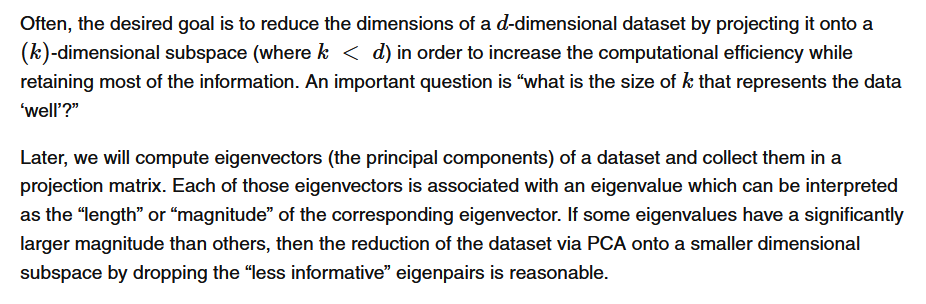 Often, the desired goal is to reduce the dimensions of a d-dimensional dataset by projecting it onto a
(k)-dimensional subspace (where k < d) in order to increase the computational efficiency while
retaining most of the information. An important question is “what is the size of k that represents the data
‘well’?”
Later, we will compute eigenvectors (the principal components) of a dataset and collect them in a
projection matrix. Each of those eigenvectors is associated with an eigenvalue which can be interpreted
as the “length” or “magnitude” of the corresponding eigenvector. If some eigenvalues have a significantly
larger magnitude than others, then the reduction of the dataset via PCA onto a smaller dimensional
subspace by dropping the “less informative” eigenpairs is reasonable.